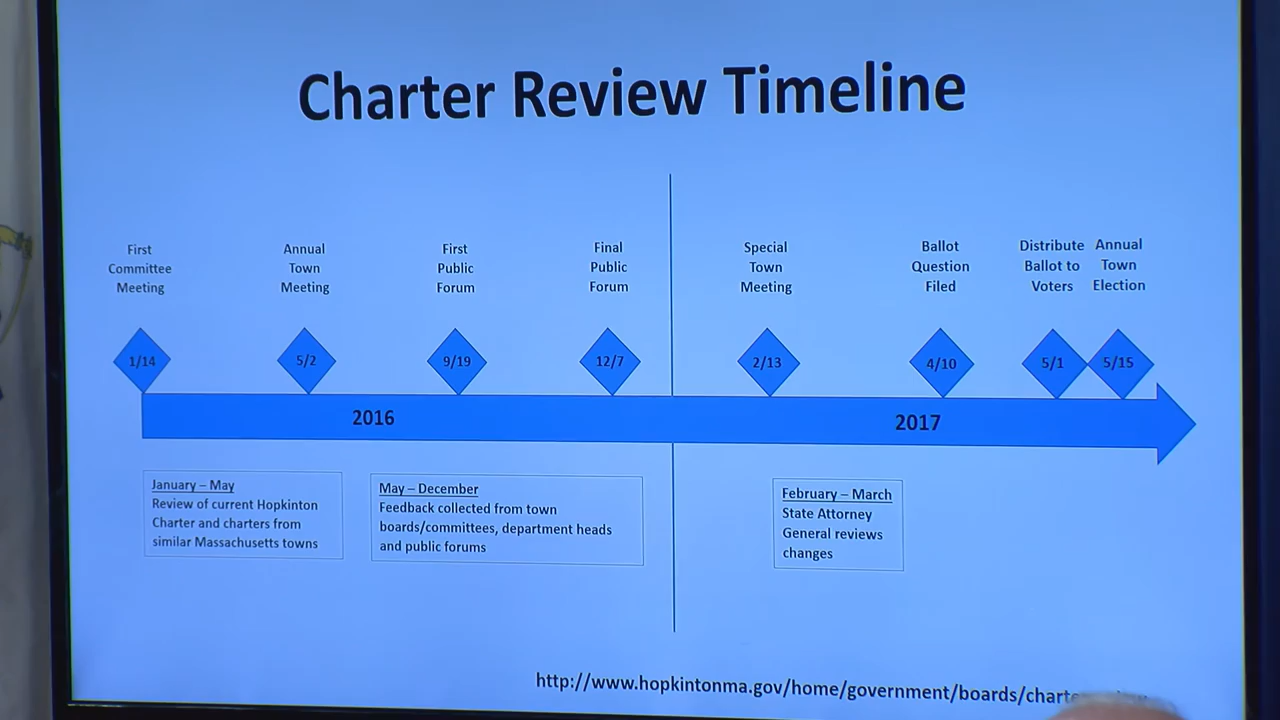 Charter Review Timeline
First
Committee
Meeting
Annual
Town
Meeting
First
Public
Forum
Final
Public
Forum
Special
Town
Meeting
Ballot
Question
Filed
Distribute
Ballot to
Voters
Annual
Town
Election
1/14
5/2
9/19
12/7
2/13
4/10
5/1
5/15
2016
2017
January – May
Review of current Hopkinton
Charter and charters from
similar Massachusetts towns
May – December
Feedback collected from town
boards/committees, department heads
and public forums
February – March
State Attorney
General reviews
changes
http://www.hopkintonma.gov/home/government/boards/charte